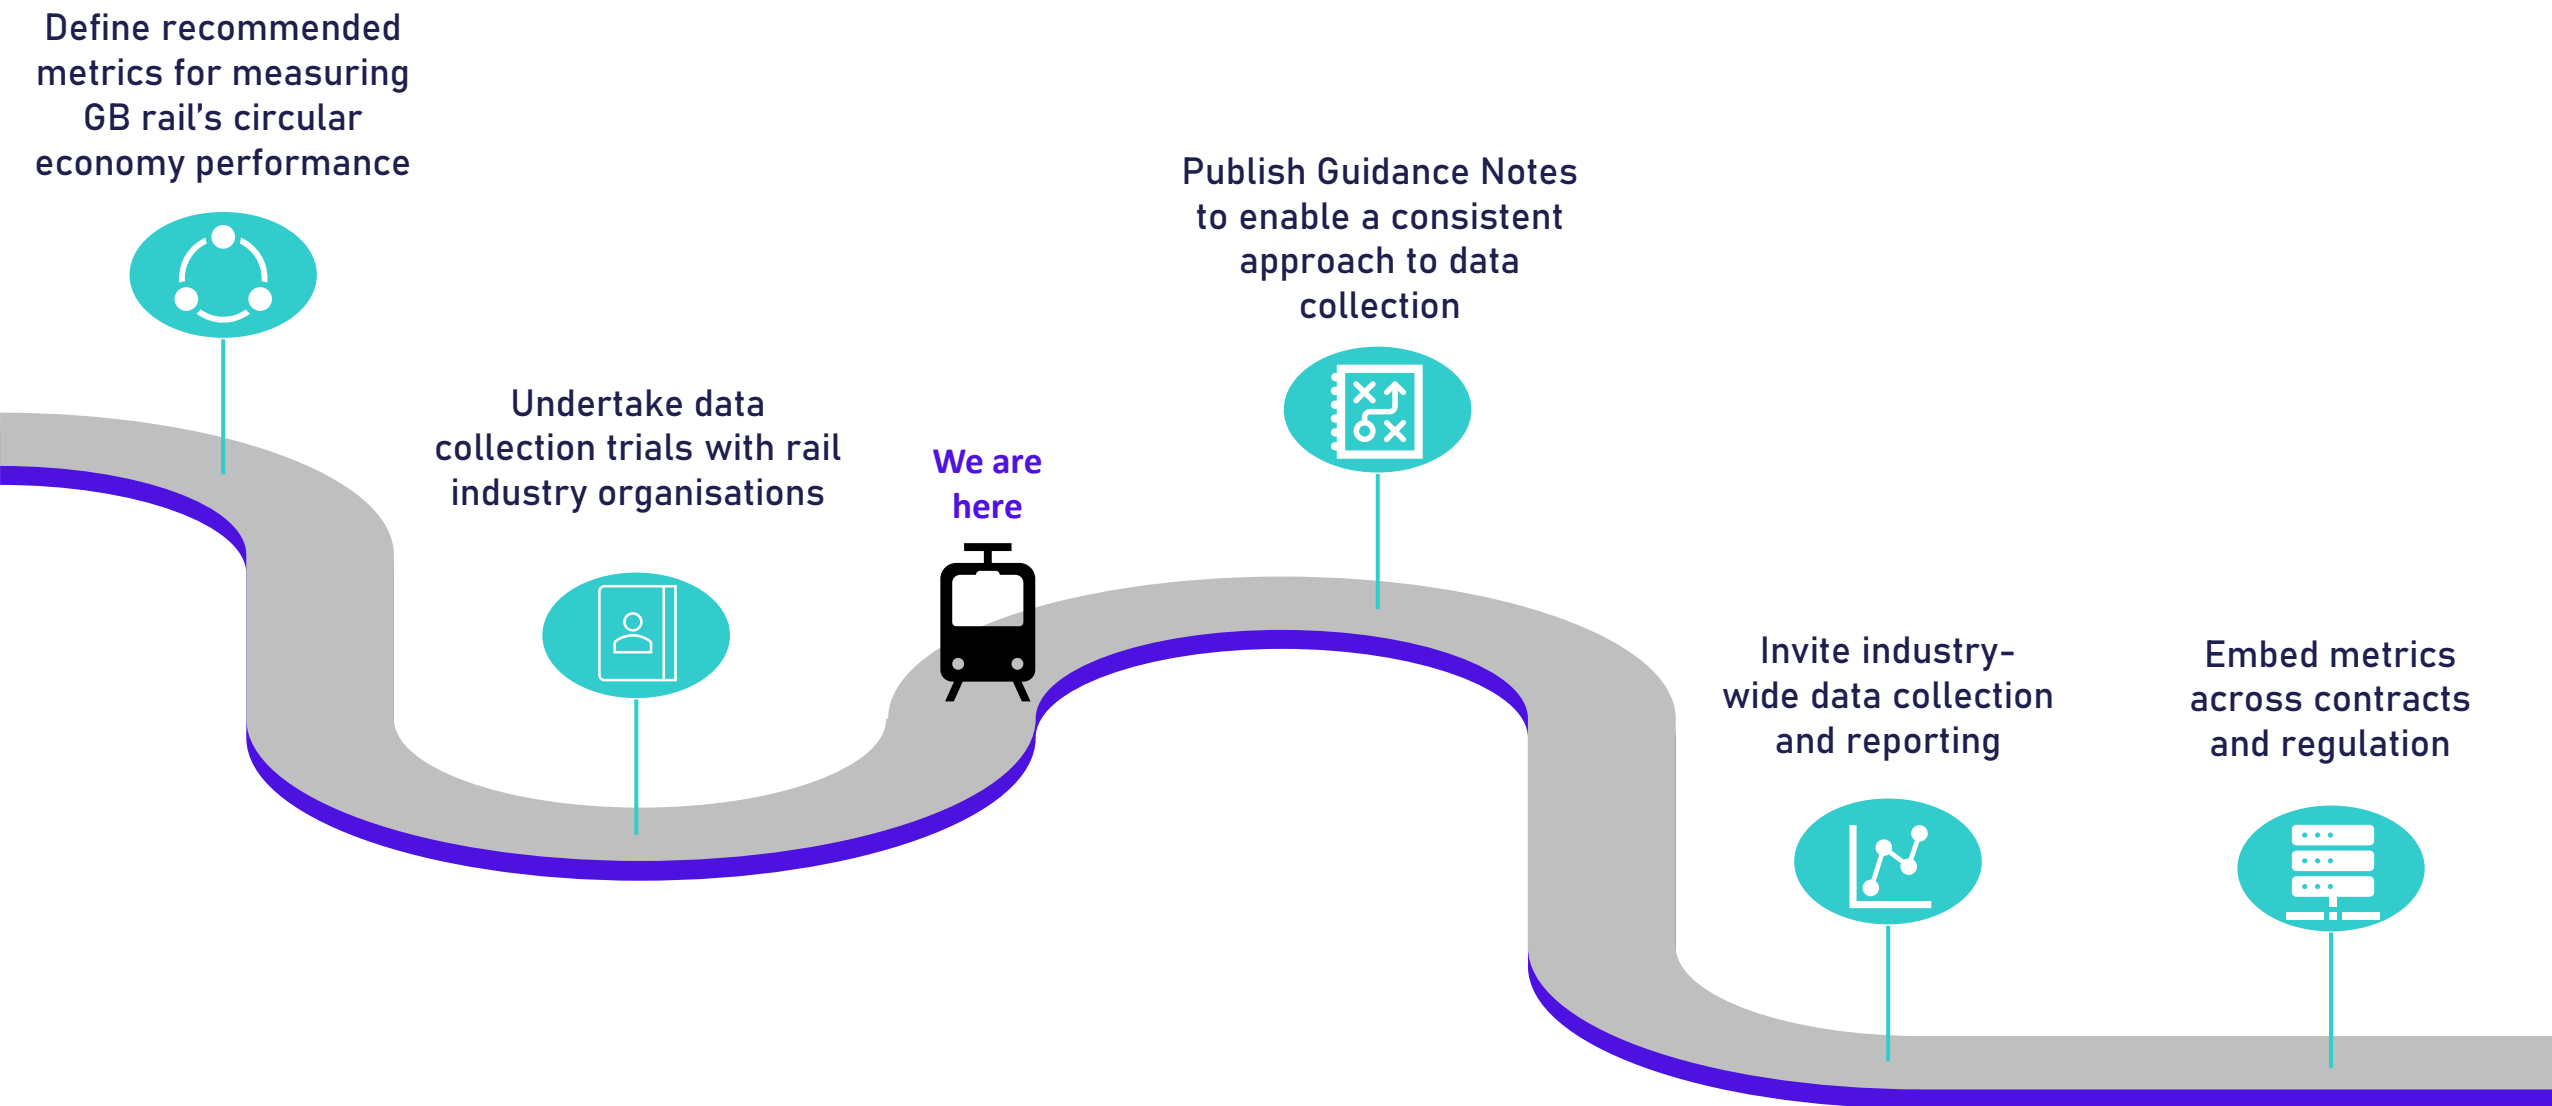 Define recommended
metrics for measuring
GB rail's circular
economy performance
Undertake data
collection trials with rail
industry organisations
We are
here
Publish Guidance Notes
to enable a consistent
approach to data
collection
Invite industry-
wide data collection
and reporting
Embed metrics
across contracts
and regulation